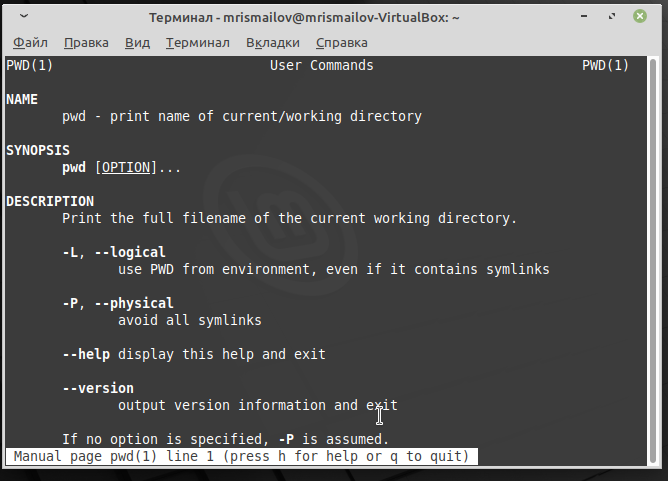 Терминал - mrismailov@mrismailov-VirtualBox: ~
Файл Правка Вид Терминал Вкладки Справка
PWD(1) User Commands PWD(1)
NAME
pwd - print name of current/working directory
SYNOPSIS
pwd [OPTION]...
DESCRIPTION
Print the full filename of the current working directory.
-L, --logical
use PWD from environment, even if it contains symlinks
-P, --physical
avoid all symlinks
--help display this help and exit
--version
output version information and exit
If no option is specified, -P is assumed.
Manual page pwd(1) line 1 (press h for help or q to quit)